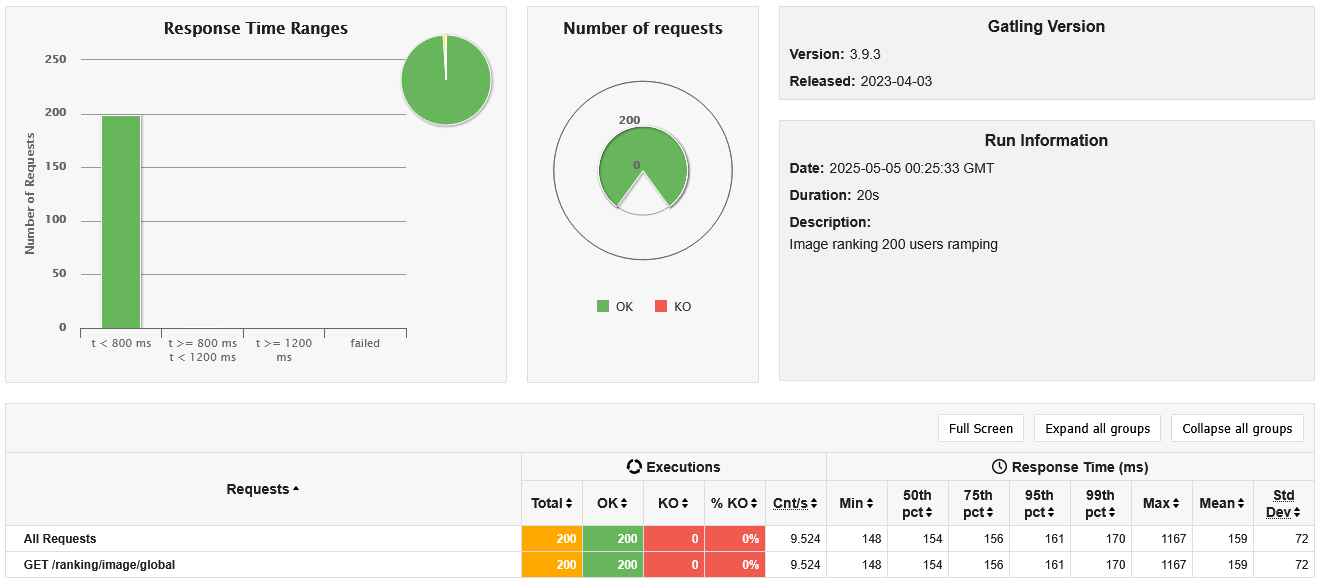 Response Time Ranges
250
200
150
100
50
0
Number of Requests
t < 800 ms
t >= 800 ms
t < 1200 ms
t >= 1200
ms
failed
Number of requests
200
0
OK
KO
Gatling Version
Version: 3.9.3
Released: 2023-04-03
Run Information
Date: 2025-05-05 00:25:33 GMT
Duration: 20s
Description:
Image ranking 200 users ramping
Full Screen Expand all groups Collapse all groups
Requests
Executions
Response Time (ms)
Total OK KO % KO Cnt/s Min 50th pct 75th pct 95th pct 99th pct Max Mean Std Dev
All Requests 200 200 0 0% 9.524 148 154 156 161 170 1167 159 72
GET /ranking/image/global 200 200 0 0% 9.524 148 154 156 161 170 1167 159 72